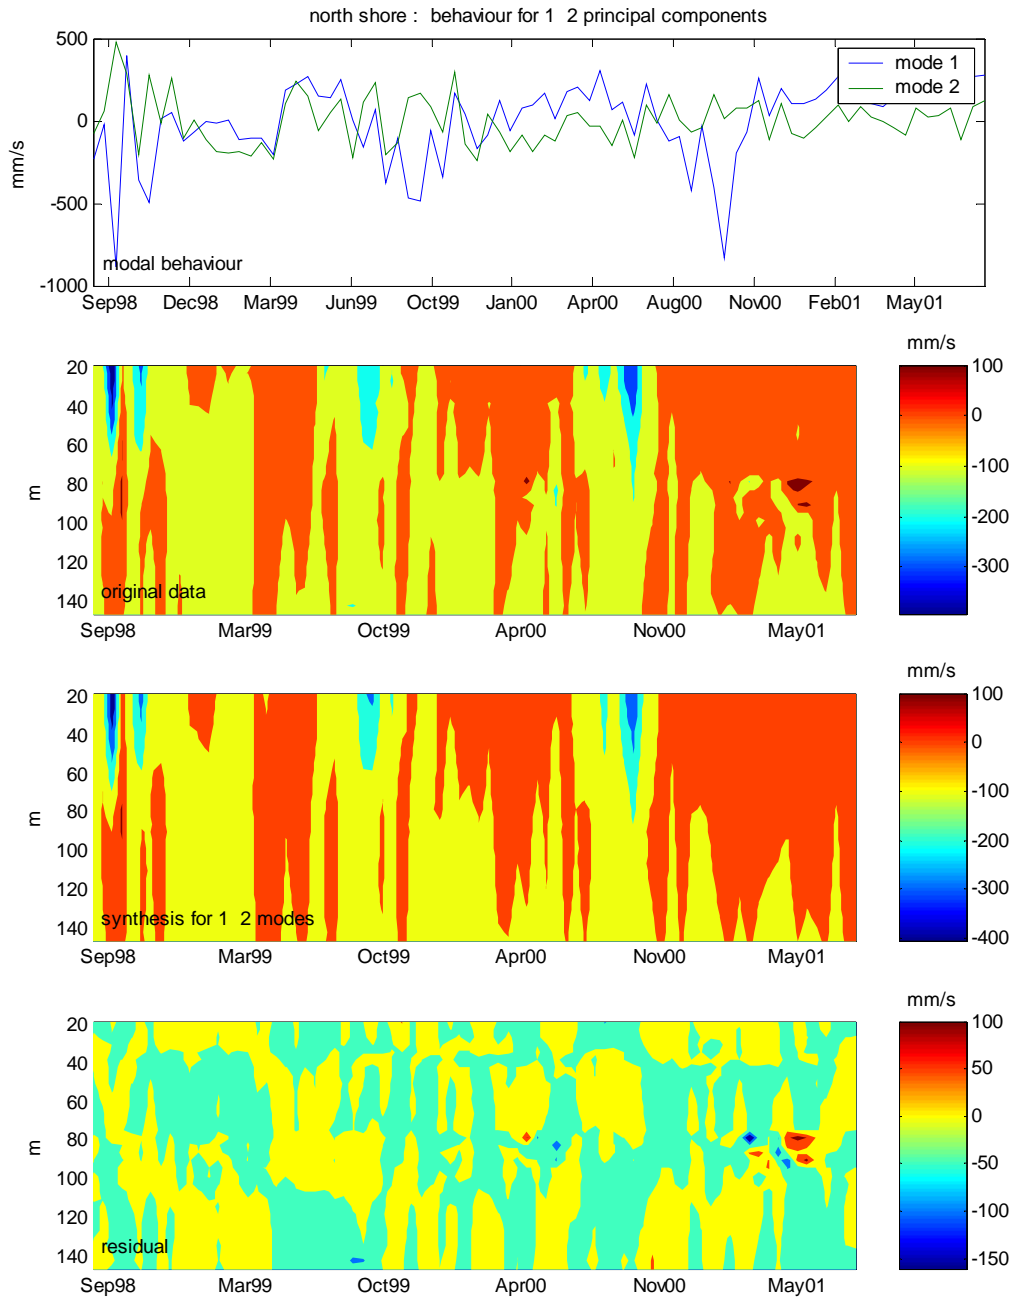 north shore : behaviour for 1 2 principal components
500
0
-500
-1000
mm/s
mode 1
mode 2
modal behaviour
Sep98 Dec98 Mar99 Jun99 Oct99 Jan00 Apr00 Aug00 Nov00 Feb01 May01
mm/s
20
40
60
80
100
120
140
m
original data
100
0
-100
-200
-300
Sep98 Mar99 Oct99 Apr00 Nov00 May01
mm/s
20
40
60
80
100
120
140
m
synthesis for 1 2 modes
100
0
-100
-200
-300
-400
Sep98 Mar99 Oct99 Apr00 Nov00 May01
mm/s
20
40
60
80
100
120
140
m
residual
100
50
0
-50
-100
-150
Sep98 Mar99 Oct99 Apr00 Nov00 May01